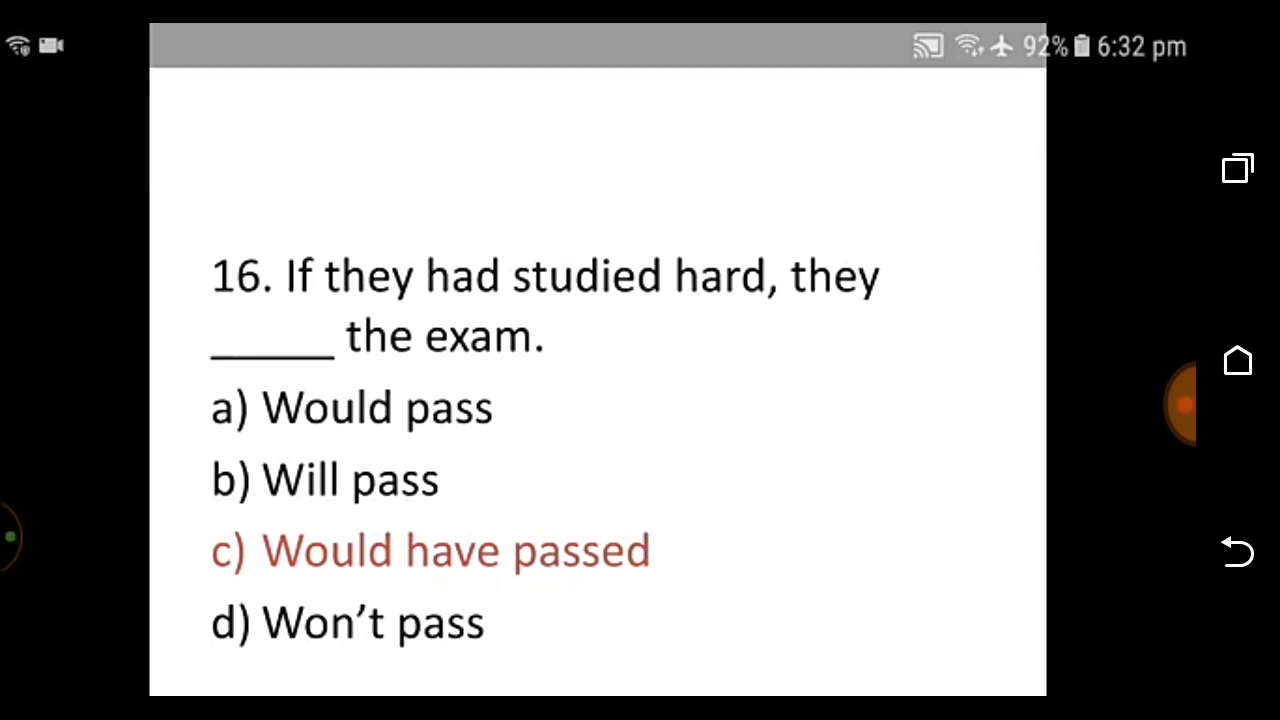 92% 6:32 pm
16. If they had studied hard, they
______ the exam.
a) Would pass
b) Will pass
c) Would have passed
d) Won’t pass